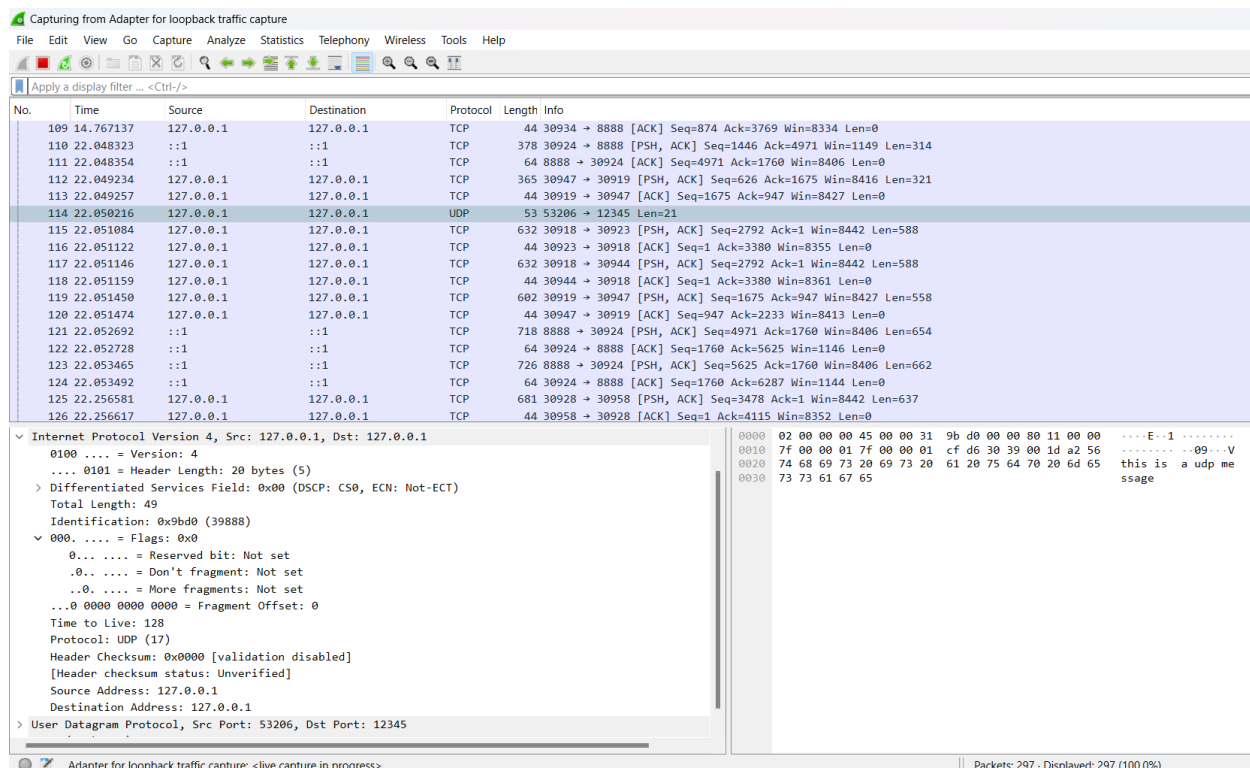 Capturing from Adapter for loopback traffic capture
File Edit View Go Capture Analyze Statistics Telephony Wireless Tools Help
Apply a display filter ... <Ctrl-/>
No. Time Source Destination Protocol Length Info
109 14.767137 127.0.0.1 127.0.0.1 TCP 44 30934 → 8888 [ACK] Seq=874 Ack=3769 Win=8334 Len=0
110 22.048323 ::1 ::1 TCP 378 30924 → 8888 [PSH, ACK] Seq=1446 Ack=4971 Win=1149 Len=314
111 22.048354 ::1 ::1 TCP 64 8888 → 30924 [ACK] Seq=4971 Ack=1760 Win=8406 Len=0
112 22.049234 127.0.0.1 127.0.0.1 TCP 365 30947 → 30919 [PSH, ACK] Seq=626 Ack=1675 Win=8416 Len=321
113 22.049257 127.0.0.1 127.0.0.1 TCP 44 30919 → 30947 [ACK] Seq=1675 Ack=947 Win=8427 Len=0
114 22.050216 127.0.0.1 127.0.0.1 UDP 53 53206 → 12345 Len=21
115 22.051084 127.0.0.1 127.0.0.1 TCP 632 30918 → 30923 [PSH, ACK] Seq=2792 Ack=1 Win=8442 Len=588
116 22.051122 127.0.0.1 127.0.0.1 TCP 44 30923 → 30918 [ACK] Seq=1 Ack=3380 Win=8355 Len=0
117 22.051146 127.0.0.1 127.0.0.1 TCP 632 30918 → 30944 [PSH, ACK] Seq=2792 Ack=1 Win=8442 Len=588
118 22.051159 127.0.0.1 127.0.0.1 TCP 44 30944 → 30918 [ACK] Seq=1 Ack=3380 Win=8361 Len=0
119 22.051450 127.0.0.1 127.0.0.1 TCP 602 30919 → 30947 [PSH, ACK] Seq=1675 Ack=947 Win=8427 Len=558
120 22.051474 127.0.0.1 127.0.0.1 TCP 44 30947 → 30919 [ACK] Seq=947 Ack=2233 Win=8413 Len=0
121 22.052692 ::1 ::1 TCP 718 8888 → 30924 [PSH, ACK] Seq=4971 Ack=1760 Win=8406 Len=654
122 22.052728 ::1 ::1 TCP 64 30924 → 8888 [ACK] Seq=1760 Ack=5625 Win=1146 Len=0
123 22.053465 ::1 ::1 TCP 726 8888 → 30924 [PSH, ACK] Seq=5625 Ack=1760 Win=8406 Len=662
124 22.053492 ::1 ::1 TCP 64 30924 → 8888 [ACK] Seq=1760 Ack=6287 Win=1144 Len=0
125 22.256581 127.0.0.1 127.0.0.1 TCP 681 30928 → 30958 [PSH, ACK] Seq=3478 Ack=1 Win=8442 Len=637
126 22.256617 127.0.0.1 127.0.0.1 TCP 44 30958 → 30928 [ACK] Seq=1 Ack=4115 Win=8352 Len=0
Internet Protocol Version 4, Src: 127.0.0.1, Dst: 127.0.0.1
0100 .... = Version: 4
.... 0101 = Header Length: 20 bytes (5)
Differentiated Services Field: 0x00 (DSCP: CS0, ECN: Not-ECT)
Total Length: 49
Identification: 0x9bd0 (39888)
000. .... = Flags: 0x0
0... .... = Reserved bit: Not set
.0.. .... = Don't fragment: Not set
..0. .... = More fragments: Not set
...0 0000 0000 0000 = Fragment Offset: 0
Time to Live: 128
Protocol: UDP (17)
Header Checksum: 0x0000 [validation disabled]
[Header checksum status: Unverified]
Source Address: 127.0.0.1
Destination Address: 127.0.0.1
User Datagram Protocol, Src Port: 53206, Dst Port: 12345
0000 02 00 00 00 45 00 00 31 9b d0 00 00 80 11 00 00 ····E··1 ········
0010 7f 00 00 01 7f 00 00 01 cf d6 30 39 00 1d a2 56 ········ ··09···V
0020 74 68 69 73 20 69 73 20 61 20 75 64 70 20 6d 65 this is a udp me
0030 73 73 61 67 65 ssage
Adapter for loopback traffic capture: <live capture in progress>
Packets: 297 · Displayed: 297 (100.0%)